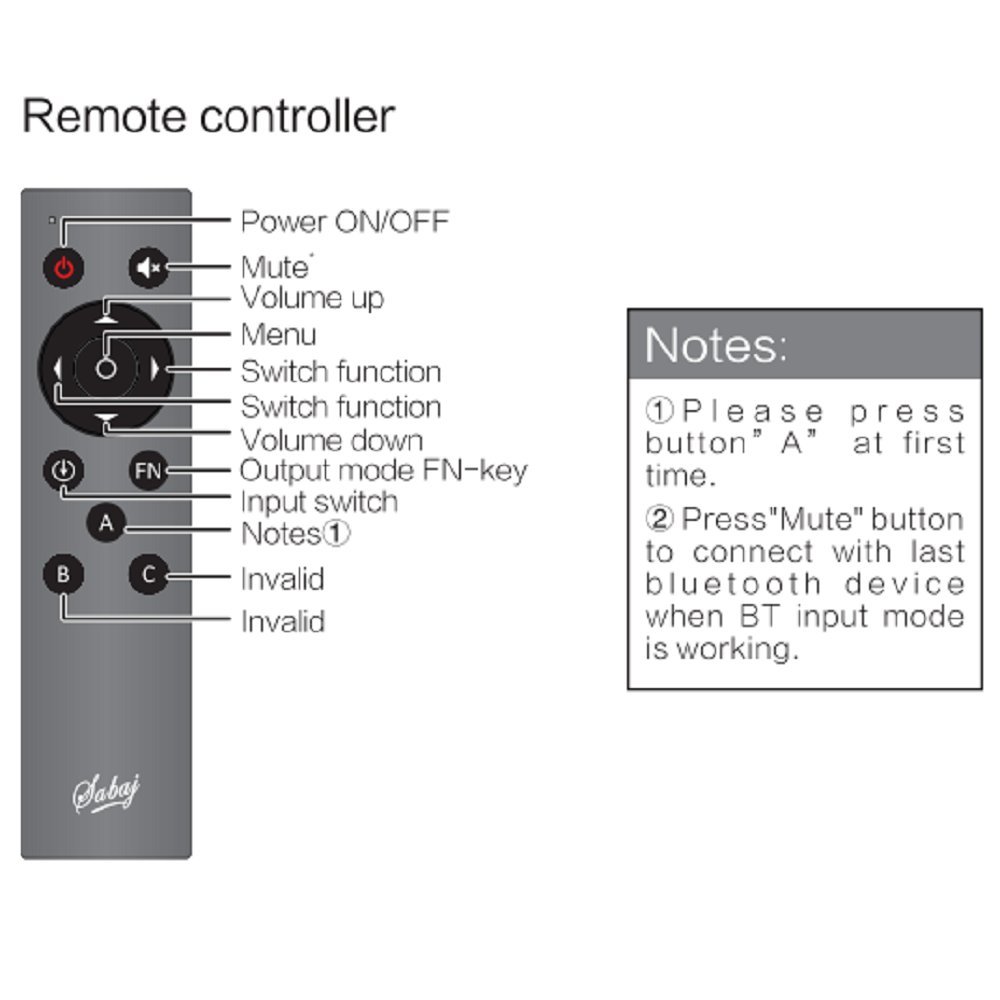 Remote controller
Power ON/OFF
Mute*
Volume up
Menu
Switch function
Switch function
Volume down
FN
Output mode FN-key
Input switch
A
Notes①
B
C
Invalid
Invalid
Sabaj
Notes:
①Please press
button” A” at first
time.
② Press"Mute" button
to connect with last
bluetooth device
when BT input mode
is working.